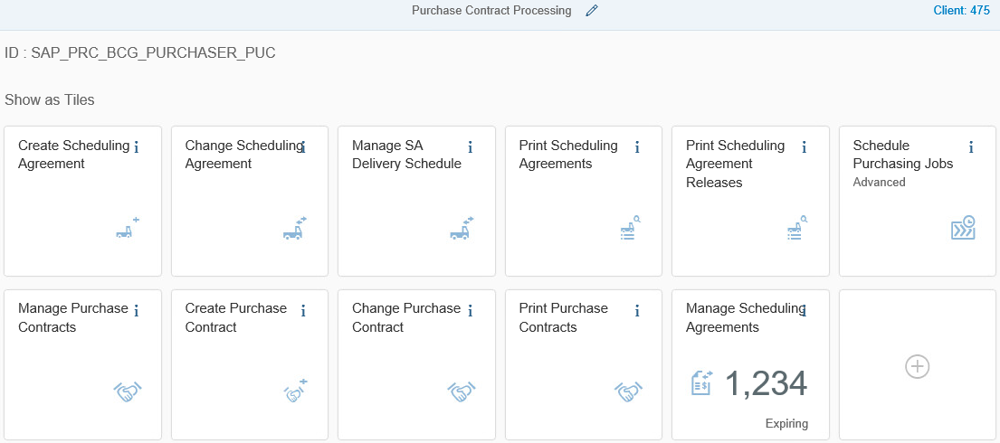 Purchase Contract Processing
Client: 475
ID : SAP_PRC_BCG_PURCHASER_PUC
Show as Tiles
Create Scheduling
Agreement
Change Scheduling
Agreement
Manage SA
Delivery Schedule
Print Scheduling
Agreements
Print Scheduling
Agreement
Releases
Schedule
Purchasing Jobs
Advanced
Manage Purchase
Contracts
Create Purchase
Contract
Change Purchase
Contract
Print Purchase
Contracts
Manage Scheduling
Agreements
1,234
Expiring